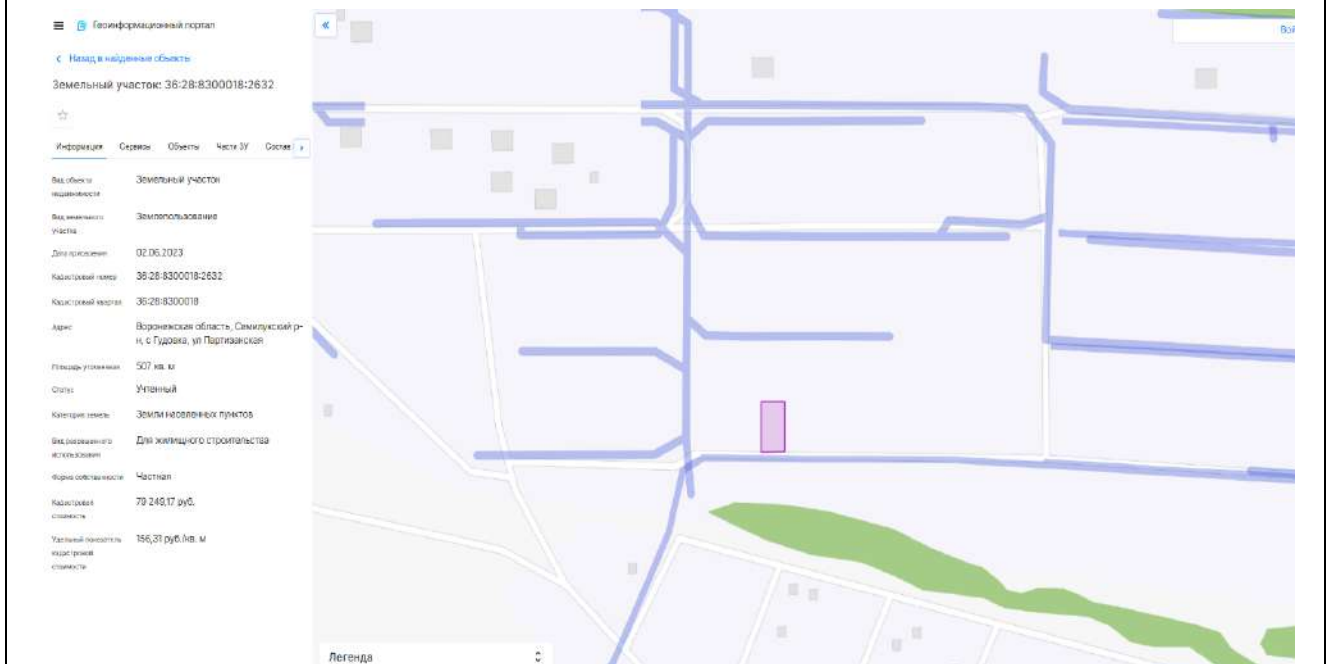 Геоинформационный портал
Назад в найденные объекты
Земельный участок: 36:28:8300018:2632
Информация Сервисы Объекты Части ЗУ Состав
Вид объекта недвижимости Земельный участок
Вид земельного участка Землепользование
Дата присвоения 02.06.2023
Кадастровый номер 36:28:8300018:2632
Кадастровый квартал 36:28:8300018
Адрес Воронежская область, Семилукский р-
н, с Гудовка, ул Партизанская
Площадь уточненная 507 кв. м
Статус Учтенный
Категория земель Земли населенных пунктов
Вид разрешенного использования Для жилищного строительства
Форма собственности Частная
Кадастровая стоимость 79 249,17 руб.
Удельный показатель кадастровой стоимости 156,31 руб./кв. м
Вой
Легенда